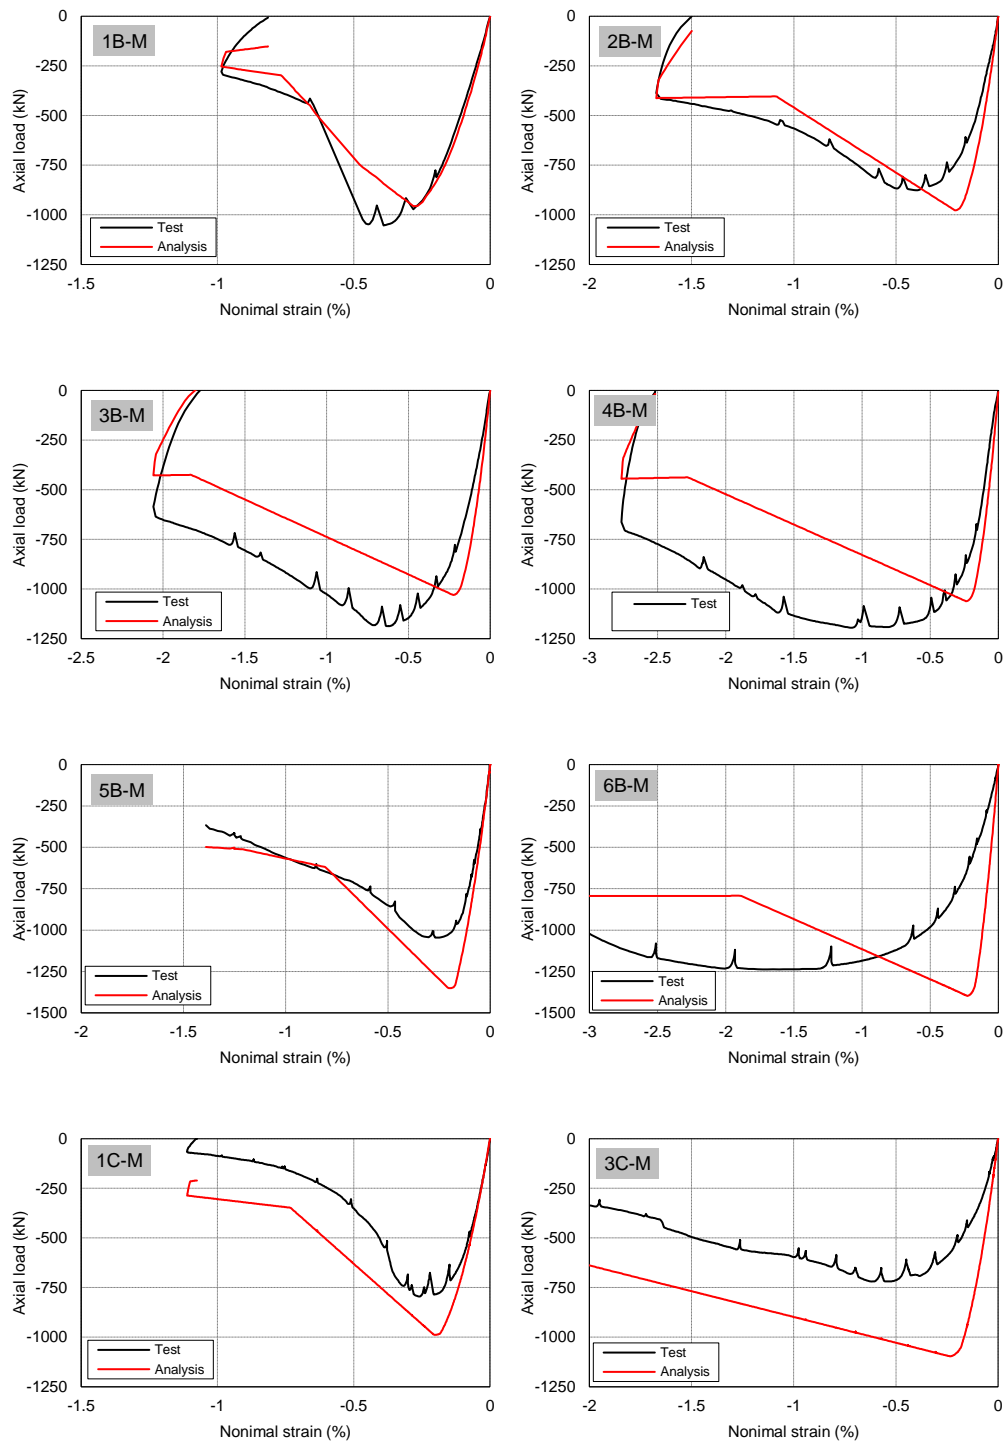 1B-M
0
-250
-500
-750
-1000
-1250
Axial load (kN)
Test
Analysis
-1.5
-1
-0.5
0
Nonimal strain (%)
2B-M
0
-250
-500
-750
-1000
-1250
Axial load (kN)
Test
Analysis
-2
-1.5
-1
-0.5
0
Nonimal strain (%)
3B-M
0
-250
-500
-750
-1000
-1250
Axial load (kN)
Test
Analysis
-2.5
-2
-1.5
-1
-0.5
0
Nonimal strain (%)
4B-M
0
-250
-500
-750
-1000
-1250
Axial load (kN)
Test
-3
-2.5
-2
-1.5
-1
-0.5
0
Nonimal strain (%)
5B-M
0
-250
-500
-750
-1000
-1250
-1500
Axial load (kN)
Test
Analysis
-2
-1.5
-1
-0.5
0
Nonimal strain (%)
6B-M
0
-250
-500
-750
-1000
-1250
-1500
Axial load (kN)
Test
Analysis
-3
-2.5
-2
-1.5
-1
-0.5
0
Nonimal strain (%)
1C-M
0
-250
-500
-750
-1000
-1250
Axial load (kN)
Test
Analysis
-1.5
-1
-0.5
0
Nonimal strain (%)
3C-M
0
-250
-500
-750
-1000
-1250
Axial load (kN)
Test
Analysis
-2
-1.5
-1
-0.5
0
Nonimal strain (%)